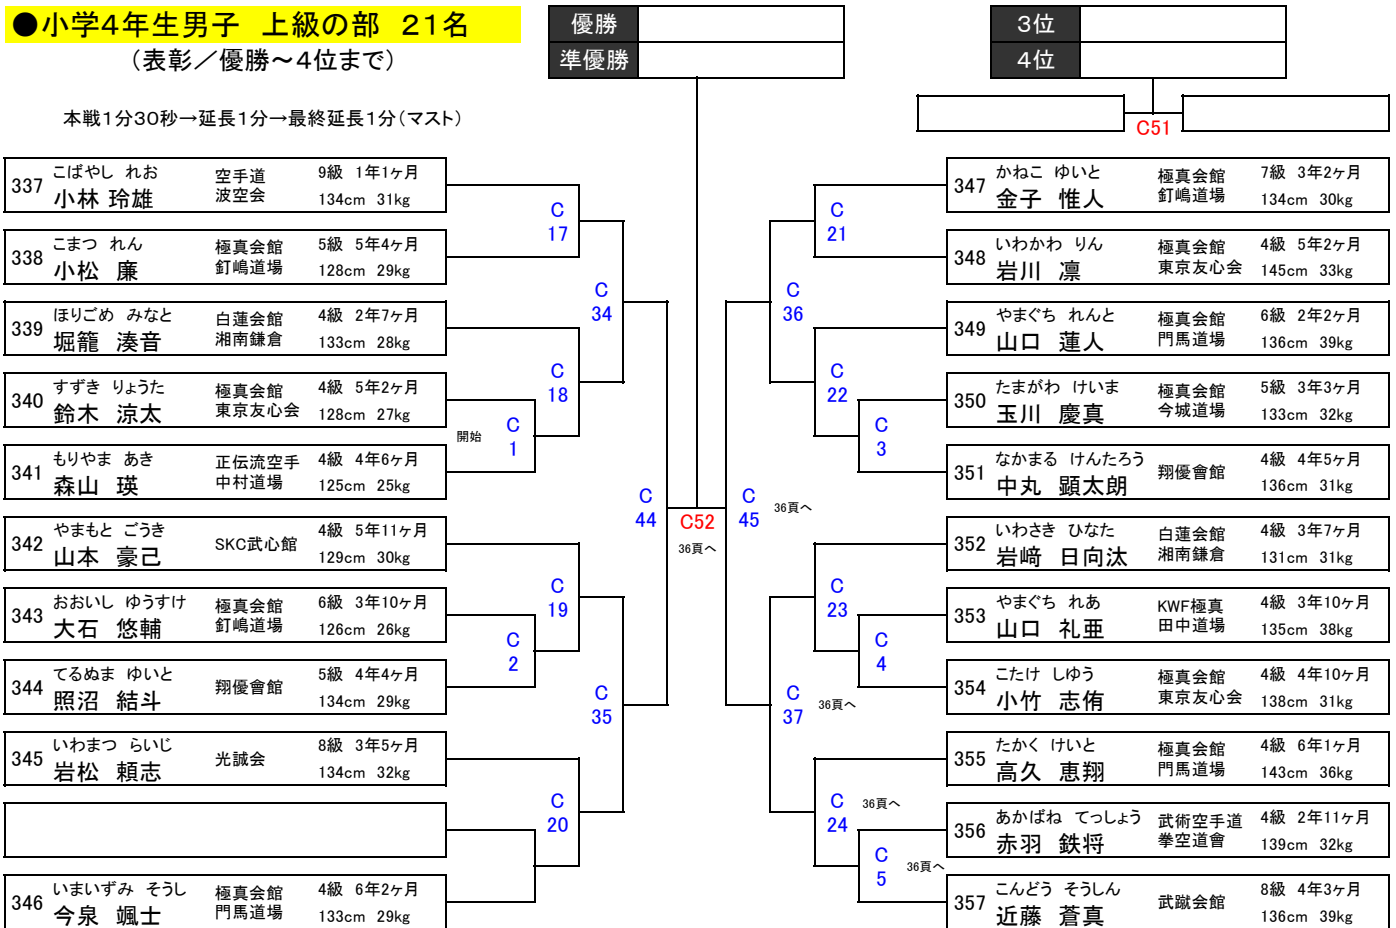 ●小学4年生男子 上級の部 21名
(表彰／優勝～4位まで)
本戦1分30秒→延長1分→最終延長1分(マスト)
優勝
準優勝
3位
4位
C51
337 こばやし れお 小林 玲雄 空手道 波空会 9級 1年1ヶ月 134cm 31kg
338 こまつ れん 小松 廉 極真会館 釘嶋道場 5級 5年4ヶ月 128cm 29kg
339 ほりごめ みなと 堀籠 湊音 白蓮会館 湘南鎌倉 4級 2年7ヶ月 133cm 28kg
340 すずき りょうた 鈴木 涼太 極真会館 東京友心会 4級 5年2ヶ月 128cm 27kg
341 もりやま あき 森山 瑛 正伝流空手 中村道場 4級 4年6ヶ月 125cm 25kg
342 やまもと ごうき 山本 豪己 SKC武心館 4級 5年11ヶ月 129cm 30kg
343 おおいし ゆうすけ 大石 悠輔 極真会館 釘嶋道場 6級 3年10ヶ月 126cm 26kg
344 てるぬま ゆいと 照沼 結斗 翔優會館 5級 4年4ヶ月 134cm 29kg
345 いわまつ らいじ 岩松 頼志 光誠会 8級 3年5ヶ月 134cm 32kg
346 いまいずみ そうし 今泉 颯士 極真会館 門馬道場 4級 6年2ヶ月 133cm 29kg
C 17
C 34
C 18
開始 C 1
C 44
C52
36頁へ
C 19
C 2
C 35
C 20
C 21
C 36
C 22
C 3
C 45 36頁へ
C 23
C 4
C 37 36頁へ
C 24 36頁へ
C 5 36頁へ
347 かねこ ゆいと 金子 惟人 極真会館 釘嶋道場 7級 3年2ヶ月 134cm 30kg
348 いわかわ りん 岩川 凛 極真会館 東京友心会 4級 5年2ヶ月 145cm 33kg
349 やまぐち れんと 山口 蓮人 極真会館 門馬道場 6級 2年2ヶ月 136cm 39kg
350 たまがわ けいま 玉川 慶真 極真会館 今城道場 5級 3年3ヶ月 133cm 32kg
351 なかまる けんたろう 中丸 顕太朗 翔優會館 4級 4年5ヶ月 136cm 31kg
352 いわさき ひなた 岩﨑 日向汰 白蓮会館 湘南鎌倉 4級 3年7ヶ月 131cm 31kg
353 やまぐち れあ 山口 礼亜 KWF極真 田中道場 4級 3年10ヶ月 135cm 38kg
354 こたけ しゆう 小竹 志侑 極真会館 東京友心会 4級 4年10ヶ月 138cm 31kg
355 たかく けいと 高久 恵翔 極真会館 門馬道場 4級 6年1ヶ月 143cm 36kg
356 あかばね てっしょう 赤羽 鉄将 武術空手道 拳空道會 4級 2年11ヶ月 139cm 32kg
357 こんどう そうしん 近藤 蒼真 武蹴会館 8級 4年3ヶ月 136cm 39kg